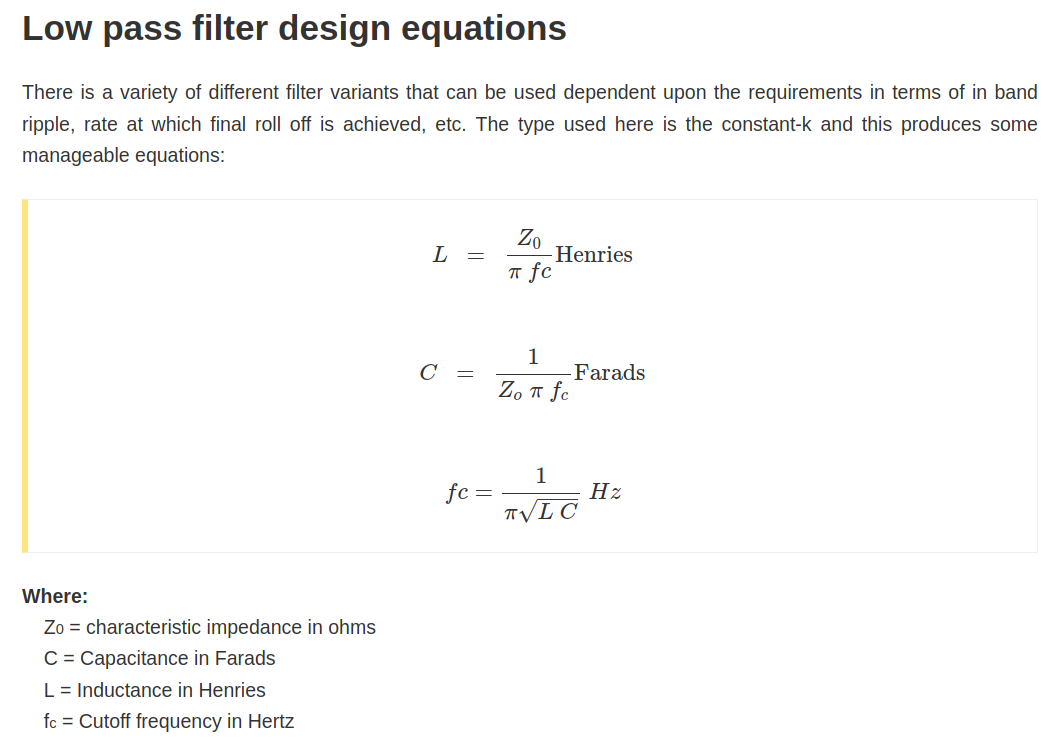 Low pass filter design equations
There is a variety of different filter variants that can be used dependent upon the requirements in terms of in band
ripple, rate at which final roll off is achieved, etc. The type used here is the constant-k and this produces some
manageable equations:
L = \frac{Z_0}{\pi \, fc} Henries
C = \frac{1}{Z_o \, \pi \, f_c} Farads
fc = \frac{1}{\pi \sqrt{L \, C}} Hz
Where:
Z₀ = characteristic impedance in ohms
C = Capacitance in Farads
L = Inductance in Henries
fc = Cutoff frequency in Hertz